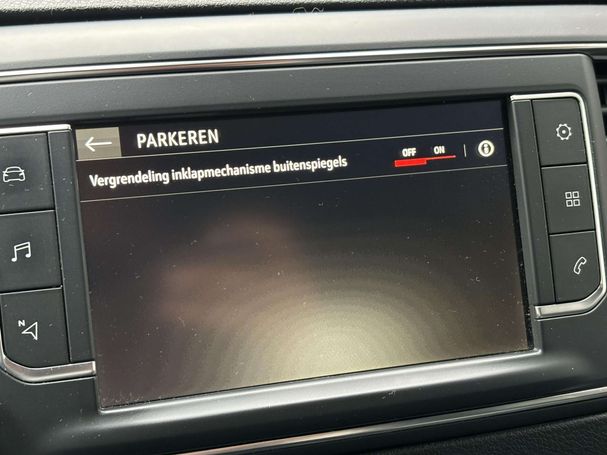 PARKEREN
Vergrendeling inklapmechanisme buitenspiegels OFF ON
N